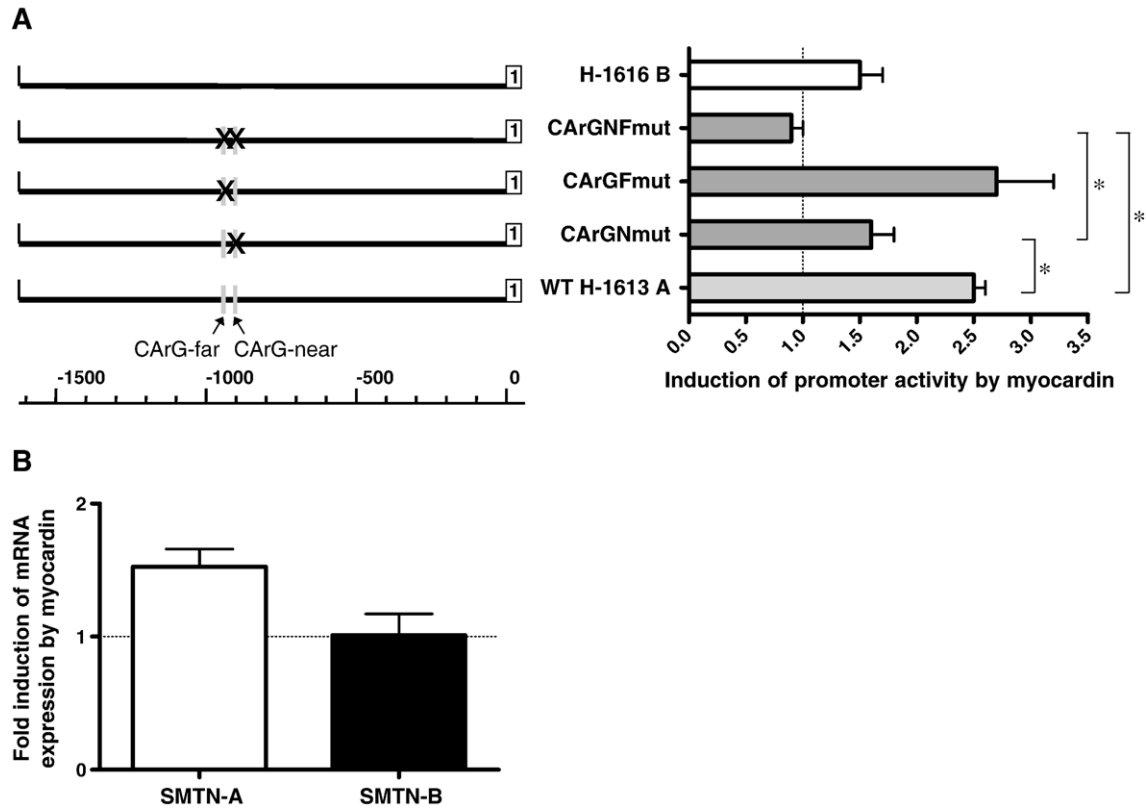 A
1
H-1616 B
X X
1
CArGNFmut
X
1
CArGFmut
*
*
X
1
CArGNmut
*
1
WT H-1613 A
CArG-far CArG-near
0.0 0.5 1.0 1.5 2.0 2.5 3.0 3.5
-1500 -1000 -500 0
Induction of promoter activity by myocardin
B
Fold induction of mRNA
expression by myocardin
2
1
0
SMTN-A SMTN-B